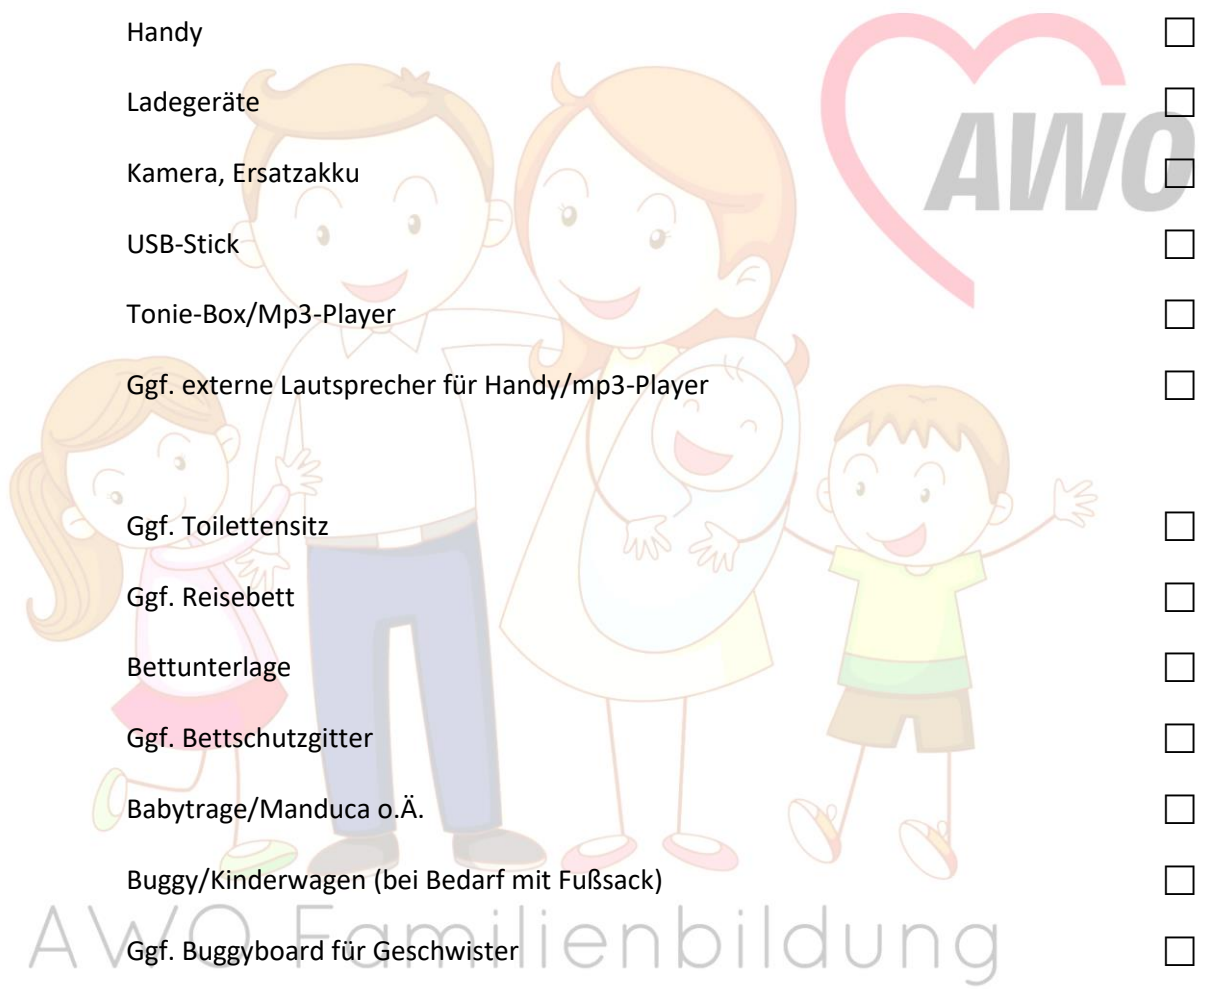 Handy ☐
Ladegeräte ☐
AWO
Kamera, Ersatzakku ☐
USB-Stick ☐
Tonie-Box/Mp3-Player ☐
Ggf. externe Lautsprecher für Handy/mp3-Player ☐
Ggf. Toilettensitz ☐
Ggf. Reisebett ☐
Bettunterlage ☐
Ggf. Bettschutzgitter ☐
Babytrage/Manduca o.Ä. ☐
Buggy/Kinderwagen (bei Bedarf mit Fußsack) ☐
AWO Familienbildung
Ggf. Buggyboard für Geschwister ☐